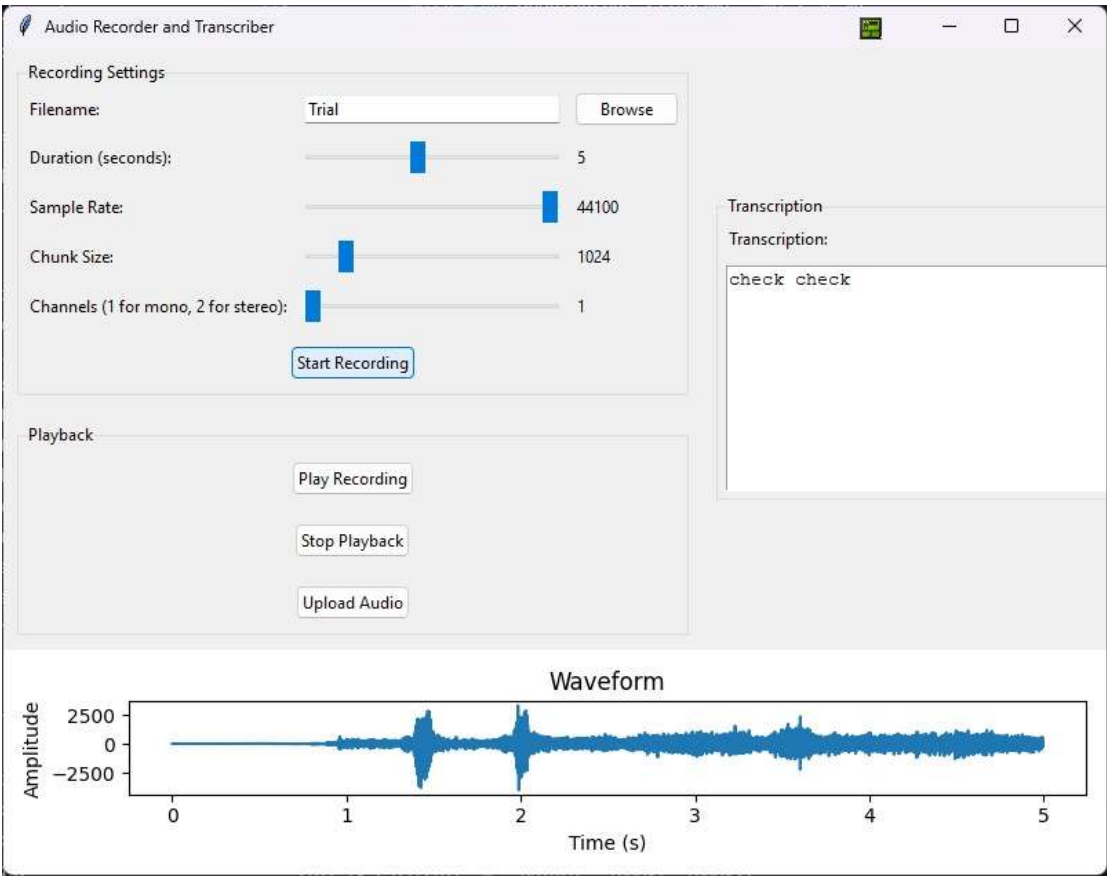 Audio Recorder and Transcriber
Recording Settings
Filename: Trial Browse
Duration (seconds): 5
Sample Rate: 44100
Chunk Size: 1024
Channels (1 for mono, 2 for stereo): 1
Start Recording
Playback
Play Recording
Stop Playback
Upload Audio
Transcription
Transcription:
check check
Waveform
Amplitude
2500
0
−2500
0 1 2 3 4 5
Time (s)